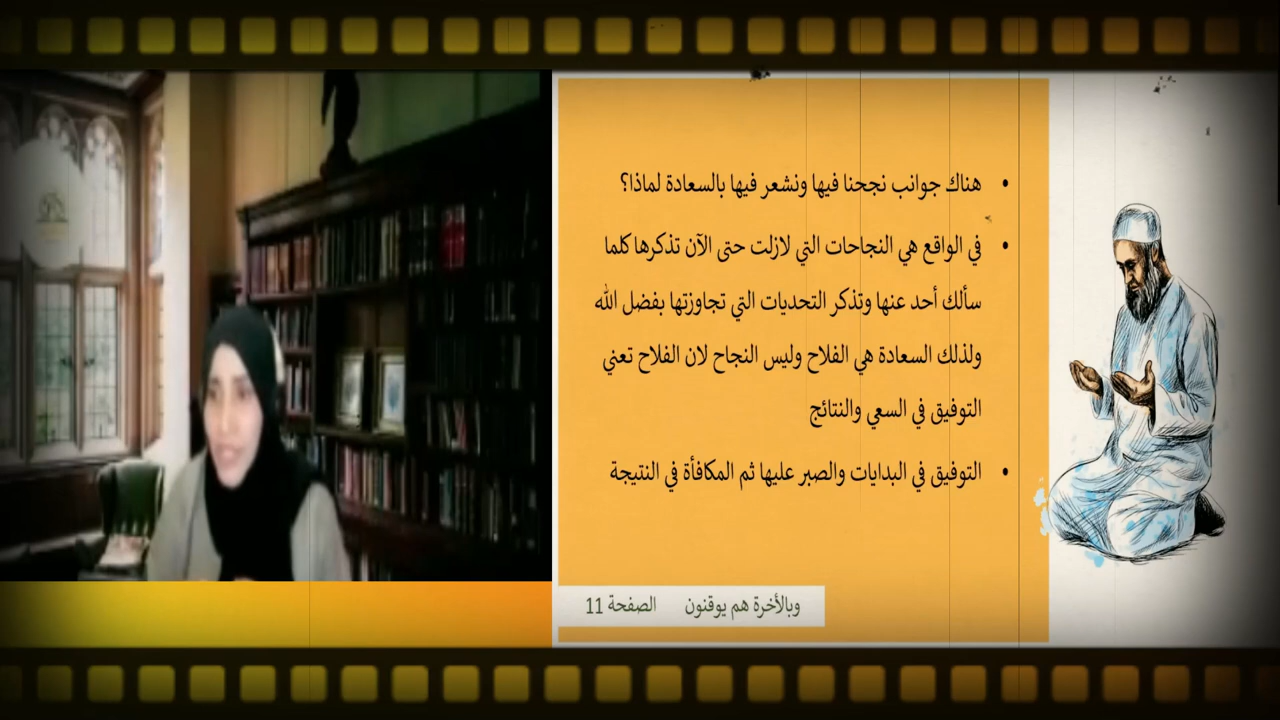 • هناك جوانب نجحنا فيها ونشعر فيها بالسعادة لماذا؟
• في الواقع هي النجاحات التي لازلت حتى الآن تذكرها كلما
سألك أحد عنها وتذكر التحديات التي تجاوزتها بفضل الله
ولذلك السعادة هي الفلاح وليس النجاح لان الفلاح تعني
التوفيق في السعي والنتائج
• التوفيق في البدايات والصبر عليها ثم المكافأة في النتيجة
وبالأخرة هم يوقنون الصفحة 11